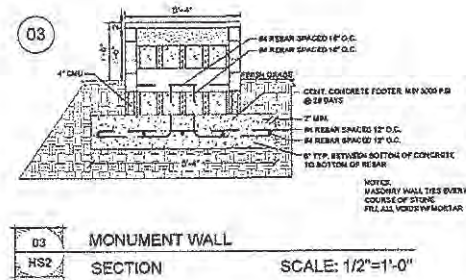 03
#4 REBAR SPACED 16" O.C.
#4 REBAR SPACED 16" O.C.
4" CMU
FINISH GRADE
CONT. CONCRETE FOOTER MIN 3000 PSI
@ 28 DAYS
2" MIN.
#4 REBAR SPACED 12" O.C.
#4 REBAR SPACED 12" O.C.
6" TYP. BETWEEN BOTTOM OF CONCRETE
TO BOTTOM OF REBAR
NOTES,
MASONRY WALL TIES EVERY
COURSE OF STONE
FILL ALL VOIDS W/ MORTAR
03 MONUMENT WALL
HS2 SECTION SCALE: 1/2"=1'-0"